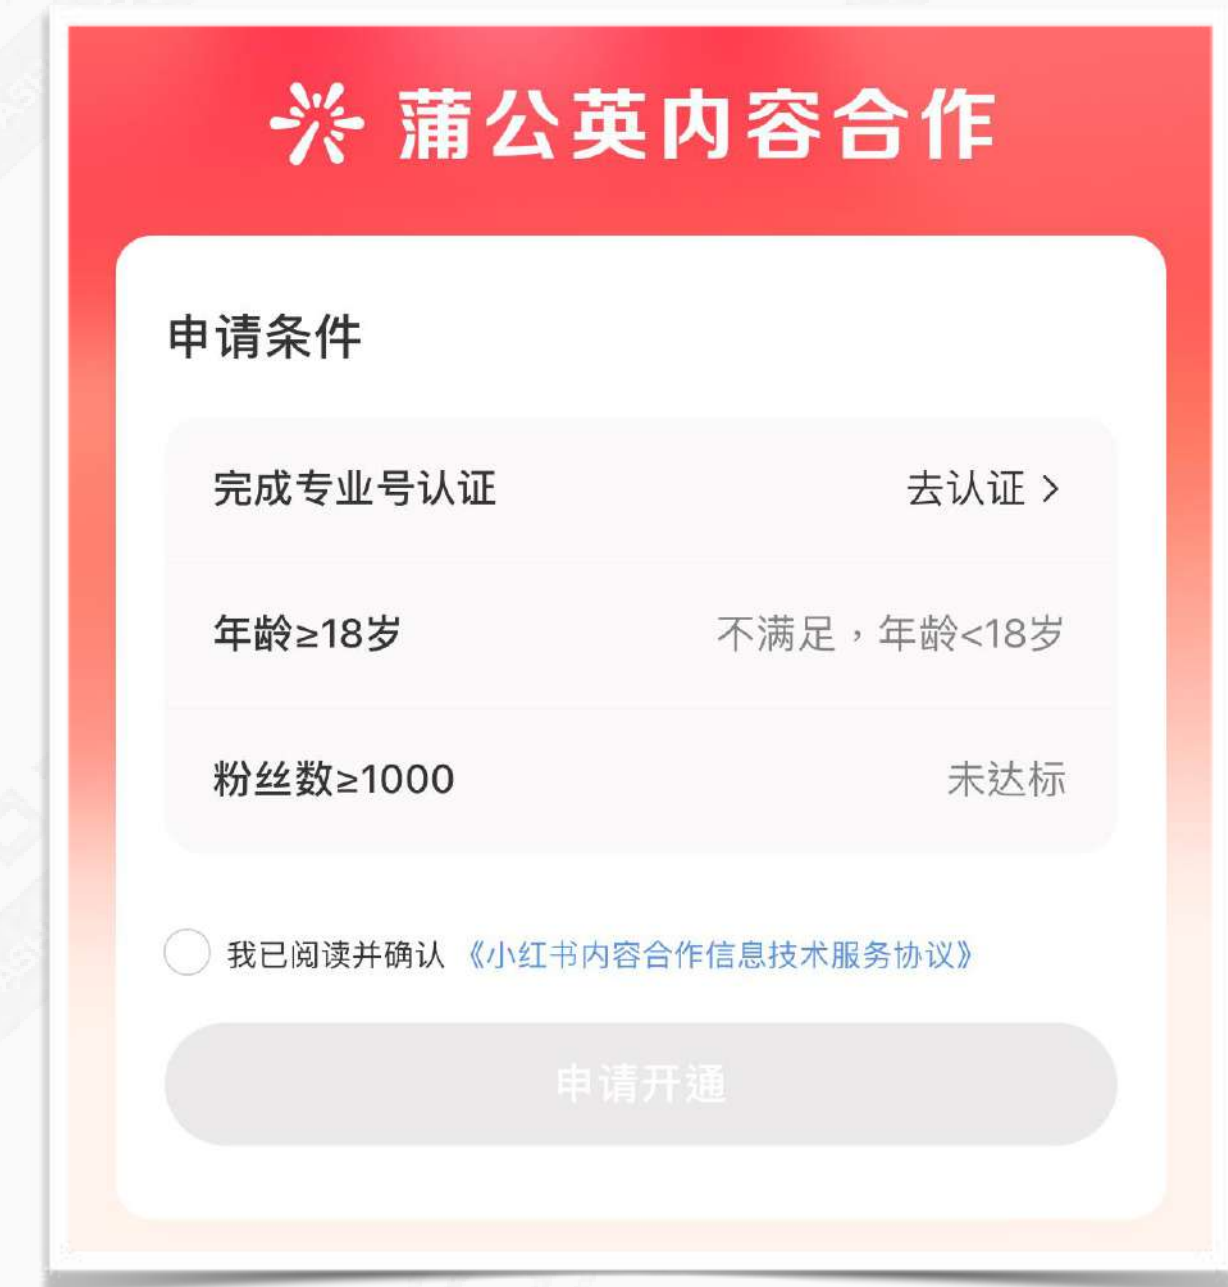 蒲公英内容合作
申请条件
完成专业号认证 去认证 >
年龄≥18岁 不满足，年龄<18岁
粉丝数≥1000 未达标
我已阅读并确认 《小红书内容合作信息技术服务协议》
申请开通